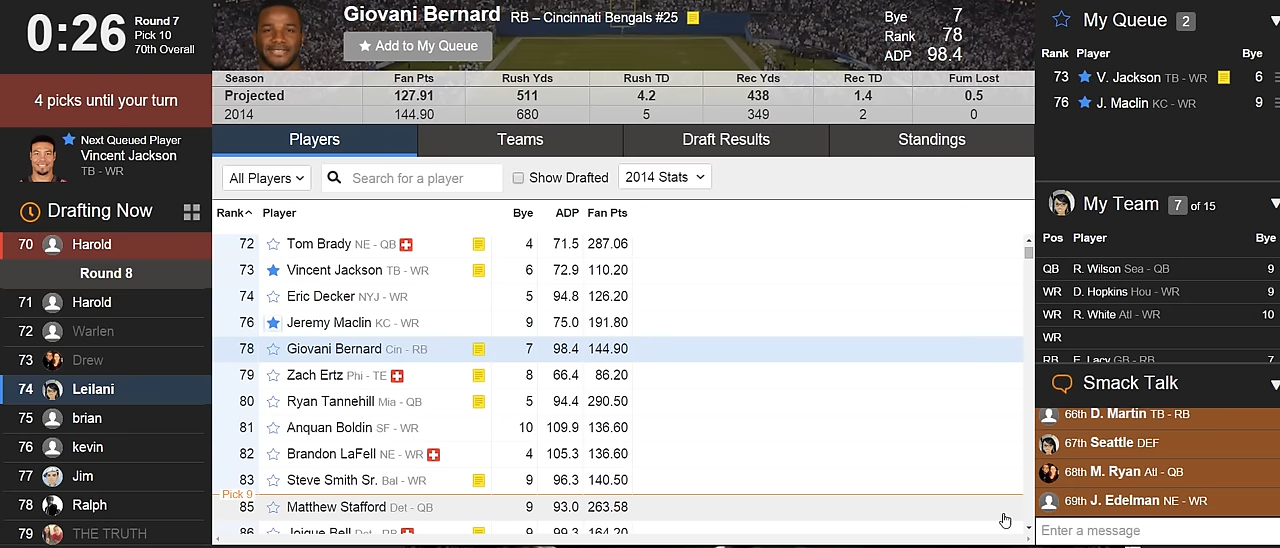 0:26
Round 7
Pick 10
70th Overall
4 picks until your turn
Next Queued Player
Vincent Jackson
TB - WR
Drafting Now
70 Harold
Round 8
71 Harold
72 Warlen
73 Drew
74 Leilani
75 brian
76 kevin
77 Jim
78 Ralph
79 THE TRUTH
Giovani Bernard RB – Cincinnati Bengals #25
Add to My Queue
Bye 7
Rank 78
ADP 98.4
Season Fan Pts Rush Yds Rush TD Rec Yds Rec TD Fum Lost
Projected 127.91 511 4.2 438 1.4 0.5
2014 144.90 680 5 349 2 0
Players Teams Draft Results Standings
All Players Search for a player Show Drafted 2014 Stats
Rank Player Bye ADP Fan Pts
72 Tom Brady NE - QB 4 71.5 287.06
73 Vincent Jackson TB - WR 6 72.9 110.20
74 Eric Decker NYJ - WR 5 94.8 126.20
76 Jeremy Maclin KC - WR 9 75.0 191.80
78 Giovani Bernard Cin - RB 7 98.4 144.90
79 Zach Ertz Phi - TE 8 66.4 86.20
80 Ryan Tannehill Mia - QB 5 94.4 290.50
81 Anquan Boldin SF - WR 10 109.9 136.60
82 Brandon LaFell NE - WR 4 105.3 136.60
83 Steve Smith Sr. Bal - WR 9 96.3 140.50
Pick 9
85 Matthew Stafford Det - QB 9 93.0 263.58
86 Joique Bell Det - RB 9 99.3 164.20
My Queue 2
Rank Player Bye
73 V. Jackson TB - WR 6
76 J. Maclin KC - WR 9
My Team 7 of 15
Pos Player Bye
QB R. Wilson Sea - QB 9
WR D. Hopkins Hou - WR 9
WR R. White Atl - WR 10
WR
RB E. Lacy GB - RB 7
Smack Talk
66th D. Martin TB - RB
67th Seattle DEF
68th M. Ryan Atl - QB
69th J. Edelman NE - WR
Enter a message